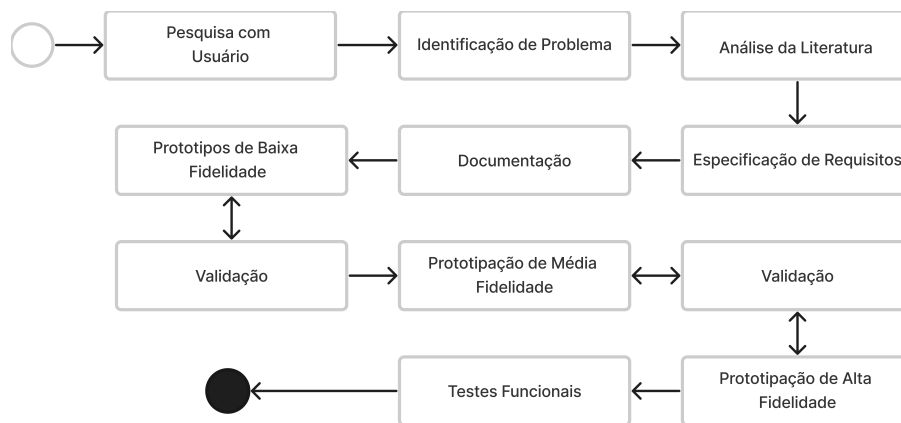 Pesquisa com
Usuário
Identificação de Problema
Análise da Literatura
Prototipos de Baixa
Fidelidade
Documentação
Especificação de Requisitos
Validação
Prototipação de Média
Fidelidade
Validação
Testes Funcionais
Prototipação de Alta
Fidelidade